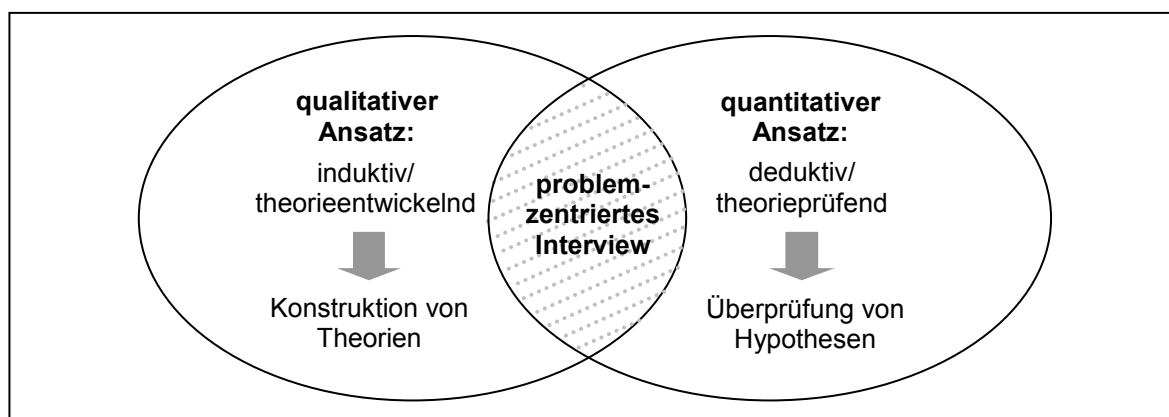 qualitativer
Ansatz:
induktiv/
theorieentwickelnd
Konstruktion von
Theorien
problem-
zentriertes
Interview
quantitativer
Ansatz:
deduktiv/
theorieprüfend
Überprüfung von
Hypothesen